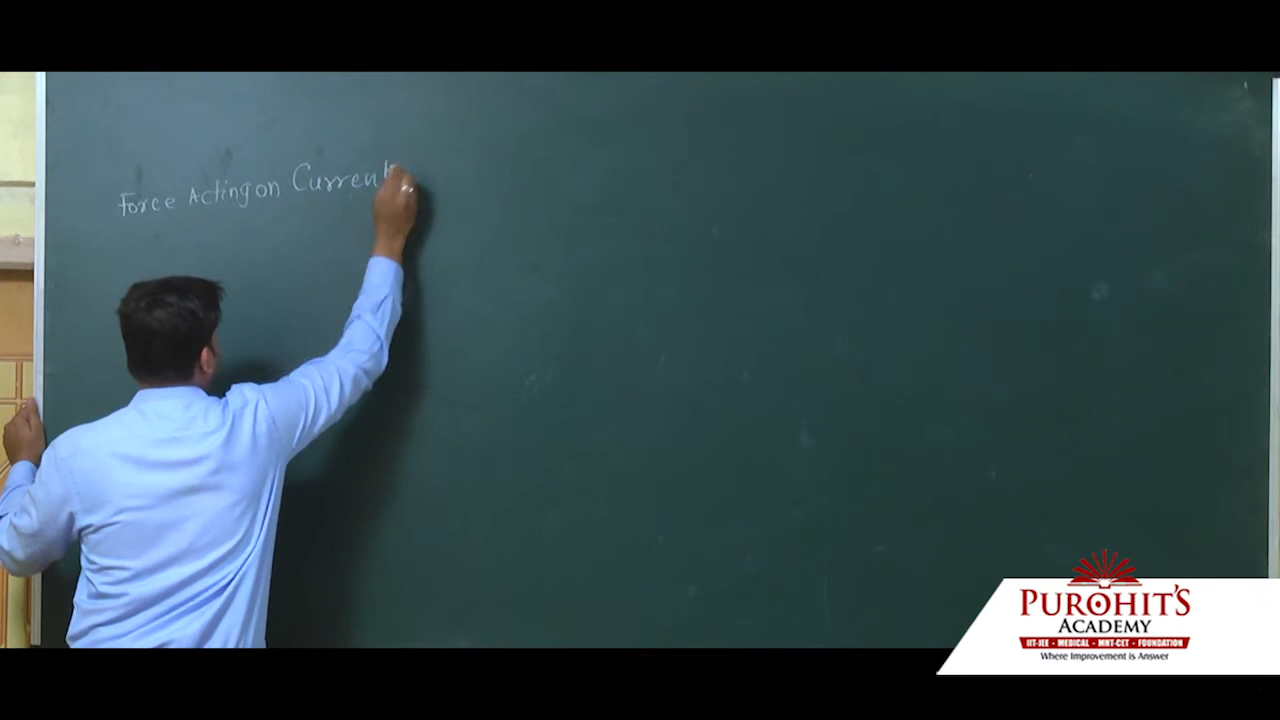 Force Acting on Current
PUROHIT'S
ACADEMY
IIT-JEE - MEDICAL - MHT-CET - FOUNDATION
Where Improvement is Answer